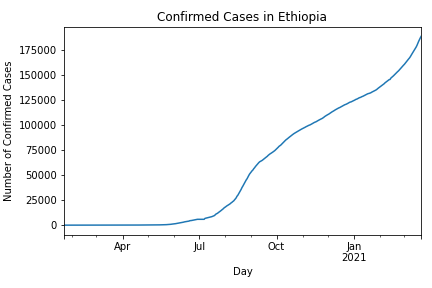 Confirmed Cases in Ethiopia
Number of Confirmed Cases
175000
150000
125000
100000
75000
50000
25000
0
Apr
Jul
Oct
Jan
2021
Day